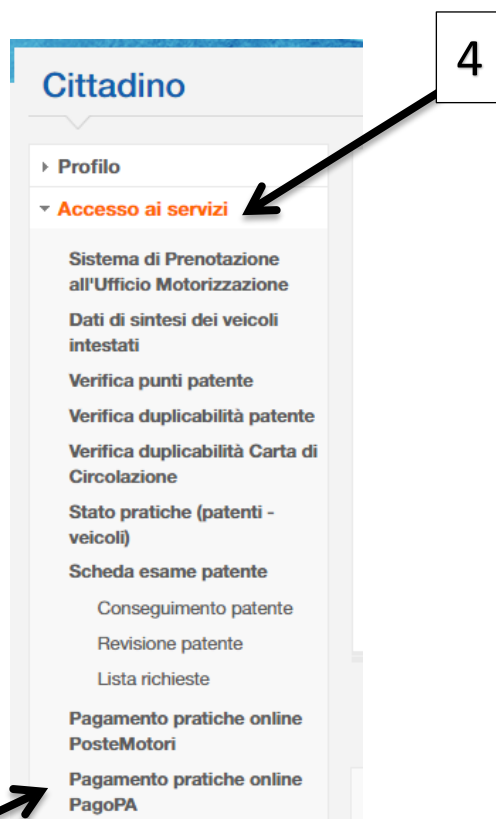 4
Cittadino
Profilo
Accesso ai servizi
Sistema di Prenotazione
all'Ufficio Motorizzazione
Dati di sintesi dei veicoli
intestati
Verifica punti patente
Verifica duplicabilità patente
Verifica duplicabilità Carta di
Circolazione
Stato pratiche (patenti -
veicoli)
Scheda esame patente
Conseguimento patente
Revisione patente
Lista richieste
Pagamento pratiche online
PosteMotori
Pagamento pratiche online
PagoPA